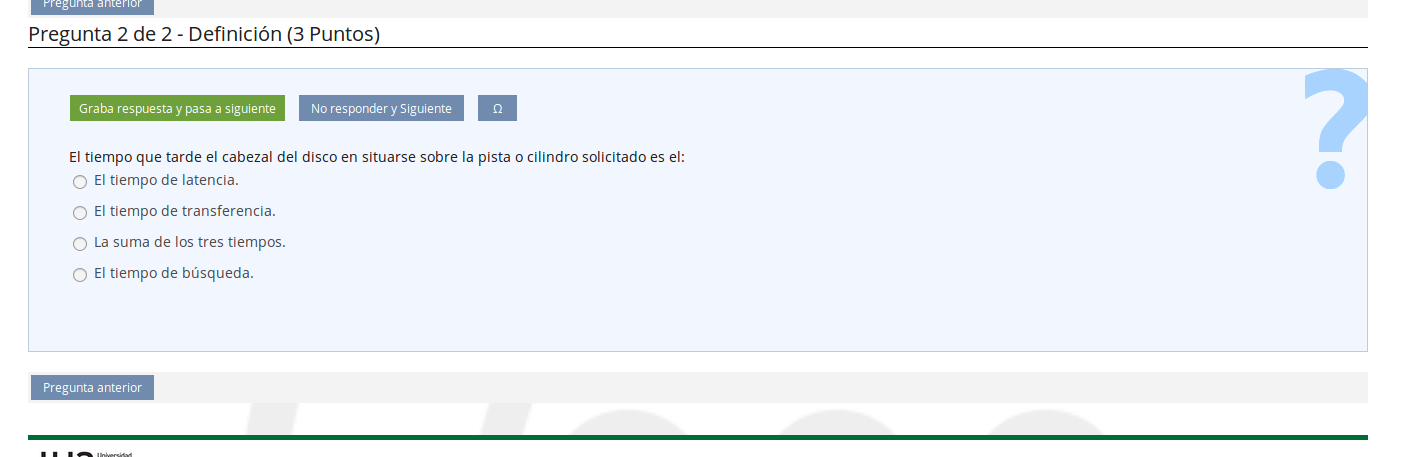 Pregunta anterior
Pregunta 2 de 2 - Definición (3 Puntos)
Graba respuesta y pasa a siguiente
No responder y Siguiente
Ω
?
El tiempo que tarde el cabezal del disco en situarse sobre la pista o cilindro solicitado es el:
El tiempo de latencia.
El tiempo de transferencia.
La suma de los tres tiempos.
El tiempo de búsqueda.
Pregunta anterior
Universidad